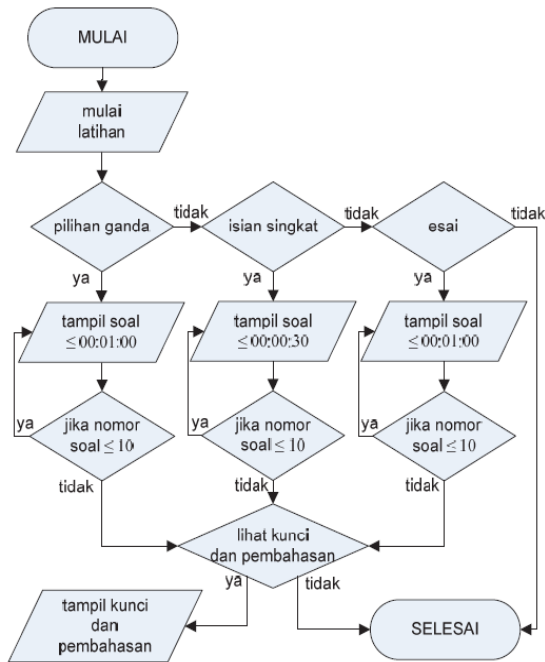 MULAI
mulai
latihan
pilihan ganda
tidak
isian singkat
tidak
esai
tidak
ya
ya
ya
tampil soal
≤ 00:01:00
tampil soal
≤ 00:00:30
tampil soal
≤ 00:01:00
ya
jika nomor
soal ≤ 10
ya
jika nomor
soal ≤ 10
ya
jika nomor
soal ≤ 10
tidak
tidak
tidak
lihat kunci
dan pembahasan
ya
tidak
tampil kunci
dan
pembahasan
SELESAI